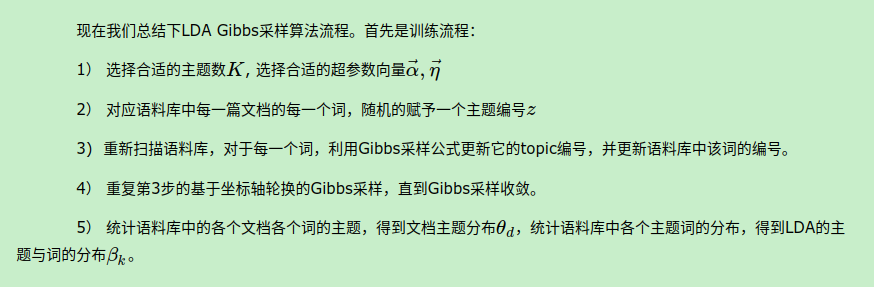 现在我们总结下LDA Gibbs采样算法流程。首先是训练流程：
1） 选择合适的主题数K, 选择合适的超参数向量α⃗,η⃗
2） 对应语料库中每一篇文档的每一个词，随机的赋予一个主题编号z
3)  重新扫描语料库，对于每一个词，利用Gibbs采样公式更新它的topic编号，并更新语料库中该词的编号。
4） 重复第3步的基于坐标轴轮换的Gibbs采样，直到Gibbs采样收敛。
5） 统计语料库中的各个文档各个词的主题，得到文档主题分布θd，统计语料库中各个主题词的分布，得到LDA的主
题与词的分布βk。